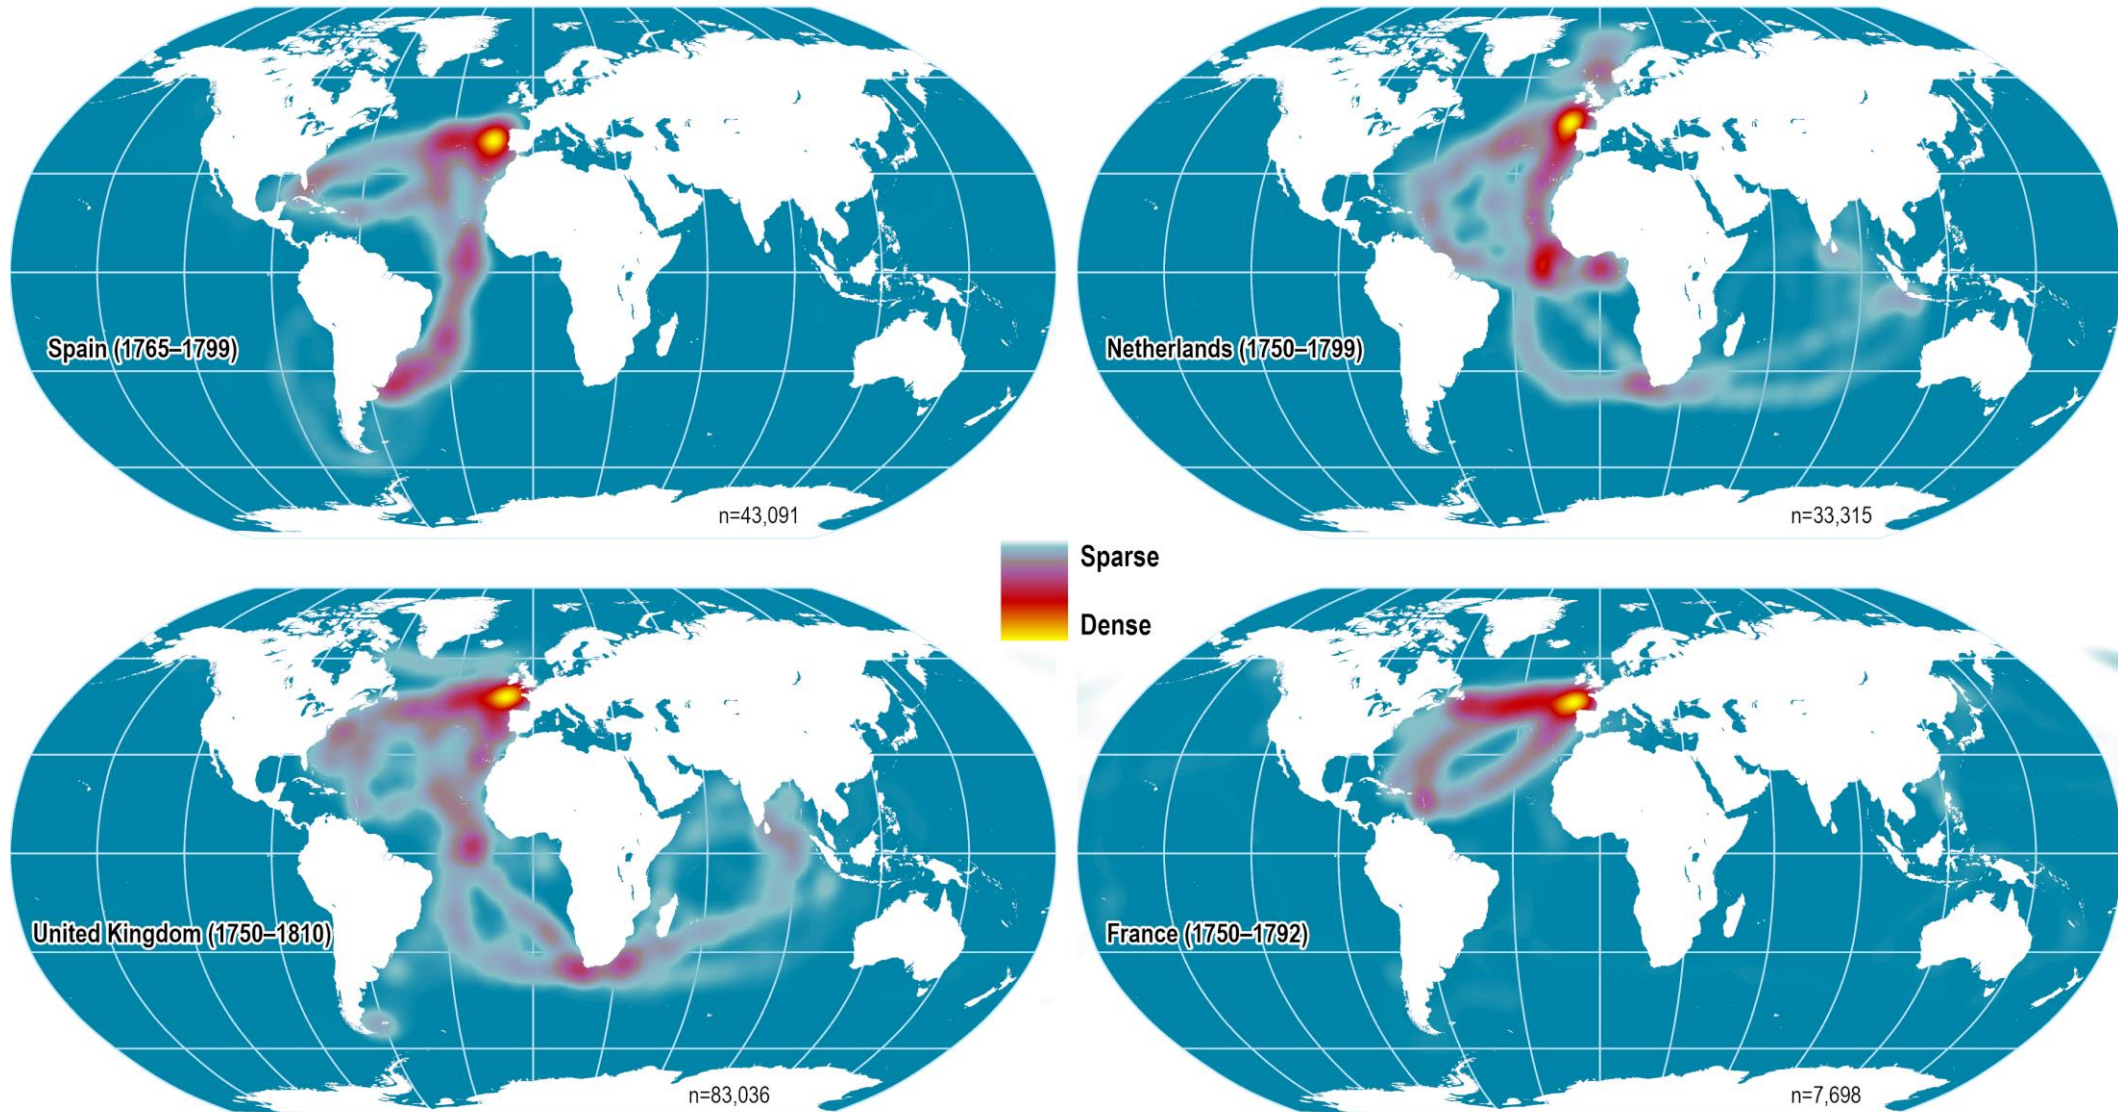 Spain (1765–1799)
n=43,091
Netherlands (1750–1799)
n=33,315
Sparse
Dense
United Kingdom (1750–1810)
n=83,036
France (1750–1792)
n=7,698